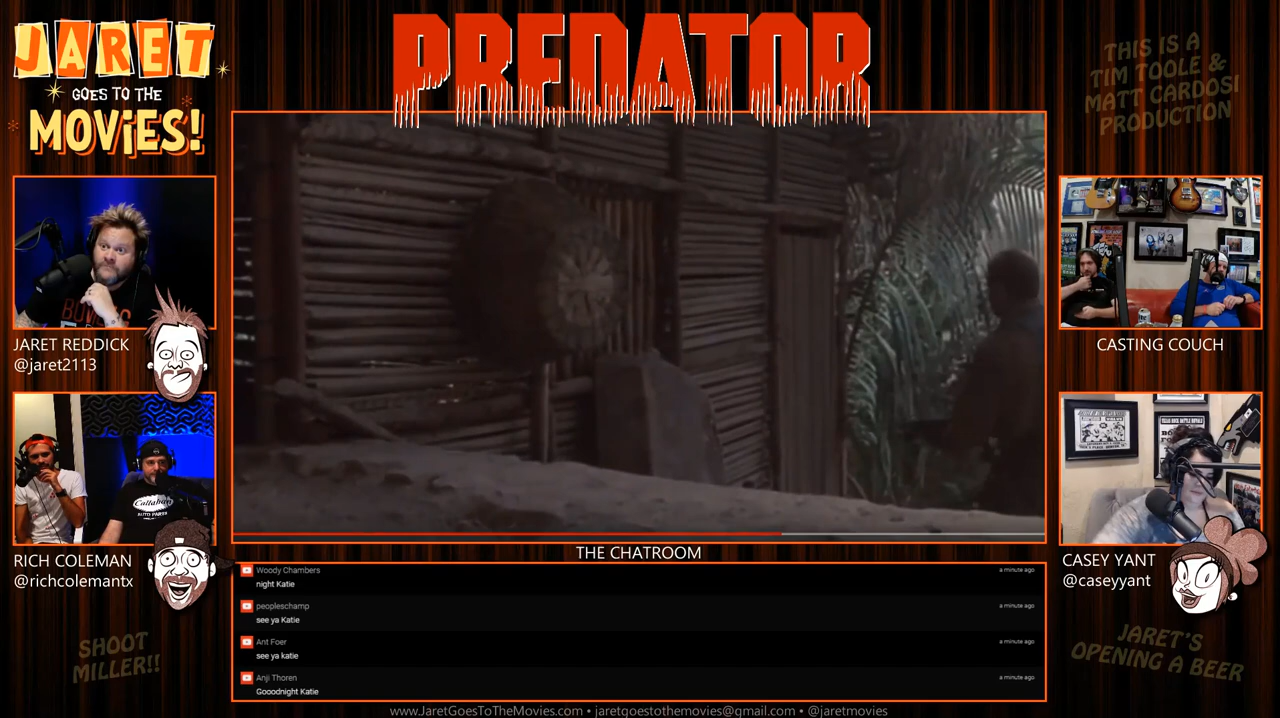 JARET
GOES TO THE
MOVIES!
PREDATOR
THIS IS A
TIM TOOLE &
MATT CARDOSI
PRODUCTION
JARET REDDICK
@jaret2113
CASTING COUCH
RICH COLEMAN
@richcolemantx
Callahan
AUTO PARTS
THE CHATROOM
CASEY YANT
@caseyyant
Woody Chambers
a minute ago
night Katie
peopleschamp
a minute ago
see ya Katie
Ant Foer
a minute ago
see ya katie
Anji Thoren
a minute ago
Gooodnight Katie
SHOOT
MILLER!!
JARET'S
OPENING A BEER
www.JaretGoesToTheMovies.com • jaretgoestothemovies@gmail.com • @jaretmovies